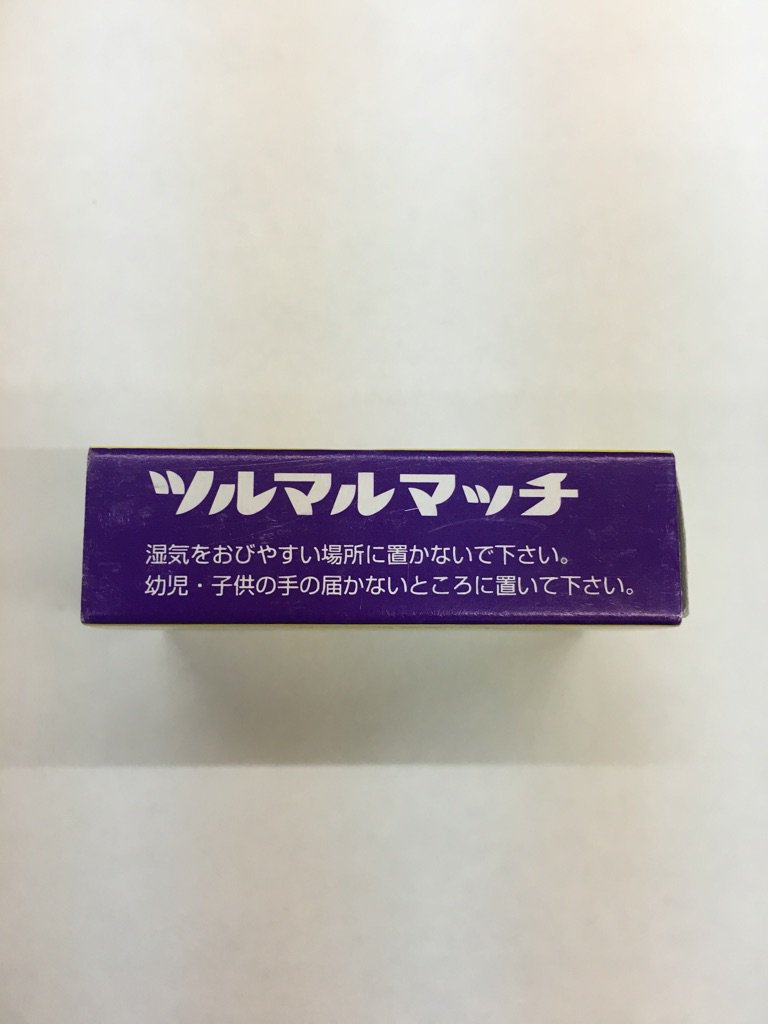 ツルマルマッチ
湿気をおびやすい場所に置かないで下さい。
幼児・子供の手の届かないところに置いて下さい。